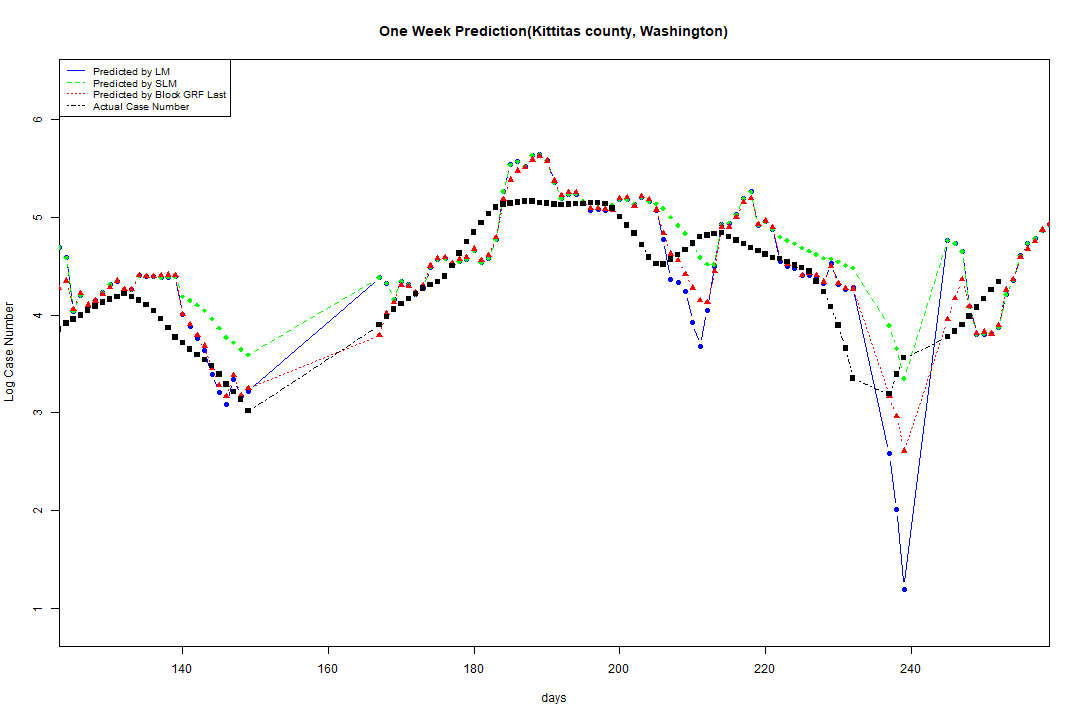 One Week Prediction(Kittitas county, Washington)
Predicted by LM
Predicted by SLM
Predicted by Block GRF Last
Actual Case Number
6
5
4
3
2
1
Log Case Number
140 160 180 200 220 240
days